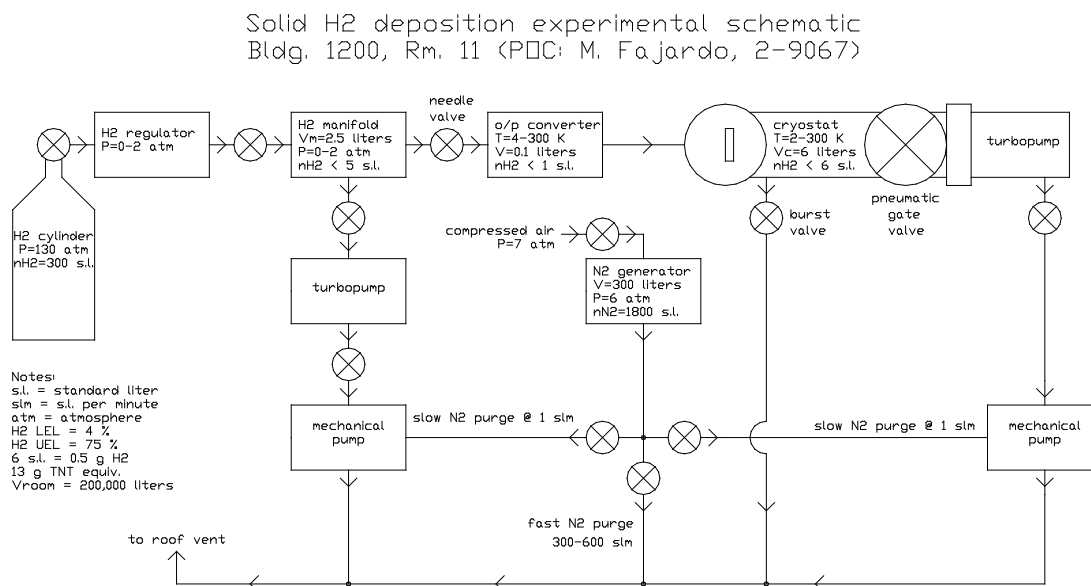 Solid H2 deposition experimental schematic
Bldg. 1200, Rm. 11 (POC: M. Fajardo, 2-9067)
H2 regulator
P=0-2 atm
H2 manifold
Vm=2.5 liters
P=0-2 atm
nH2 < 5 s.l.
needle
valve
o/p converter
T=4-300 K
V=0.1 liters
nH2 < 1 s.l.
cryostat
T=2-300 K
Vc=6 liters
nH2 < 6 s.l.
turbopump
pneumatic
gate
valve
burst
valve
H2 cylinder
P=130 atm
nH2=300 s.l.
compressed air
P=7 atm
turbopump
N2 generator
V=300 liters
P=6 atm
nN2=1800 s.l.
Notes:
s.l. = standard liter
slm = s.l. per minute
atm = atmosphere
H2 LEL = 4 %
H2 UEL = 75 %
6 s.l. = 0.5 g H2
13 g TNT equiv.
Vroom = 200,000 liters
mechanical
pump
slow N2 purge @ 1 slm
slow N2 purge @ 1 slm
mechanical
pump
fast N2 purge
300-600 slm
to roof vent